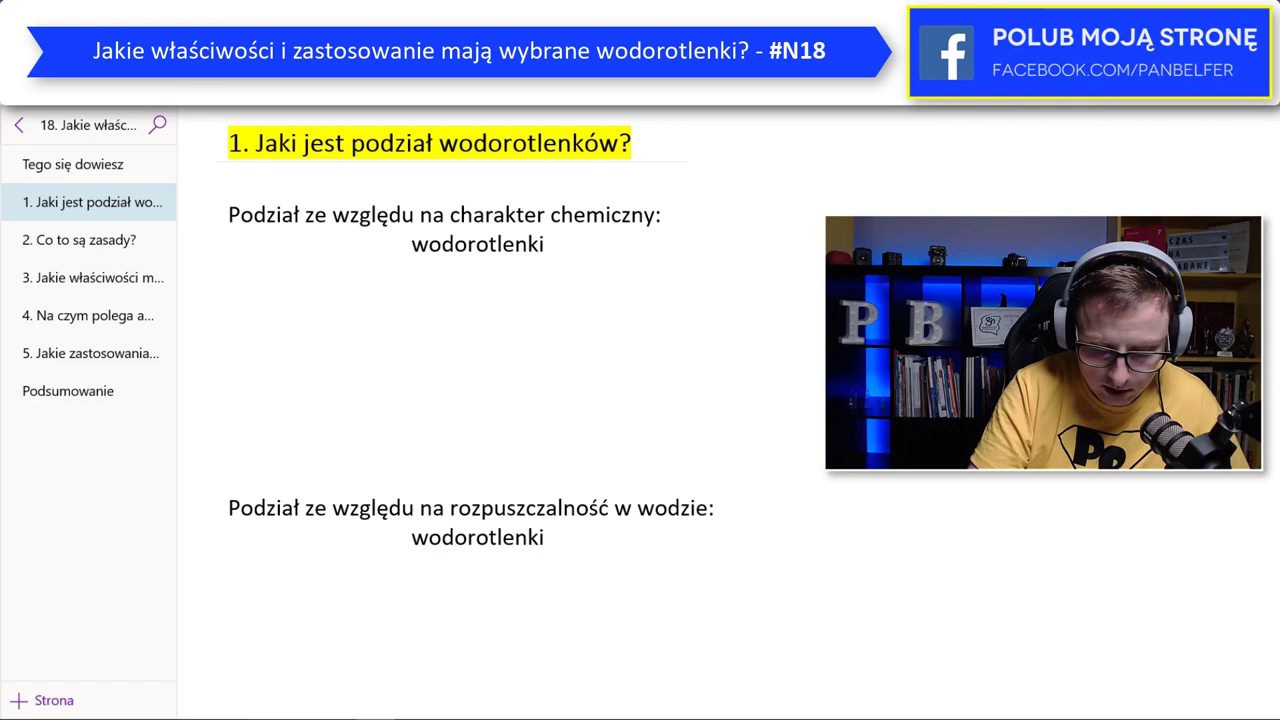 Jakie właściwości i zastosowanie mają wybrane wodorotlenki? - #N18
POLUB MOJĄ STRONĘ
FACEBOOK.COM/PANBELFER
18. Jakie właśc...
Tego się dowiesz
1. Jaki jest podział wo...
2. Co to są zasady?
3. Jakie właściwości m...
4. Na czym polega a...
5. Jakie zastosowania...
Podsumowanie
Strona
1. Jaki jest podział wodorotlenków?
Podział ze względu na charakter chemiczny:
wodorotlenki
Podział ze względu na rozpuszczalność w wodzie:
wodorotlenki
P B
CZAS
NA